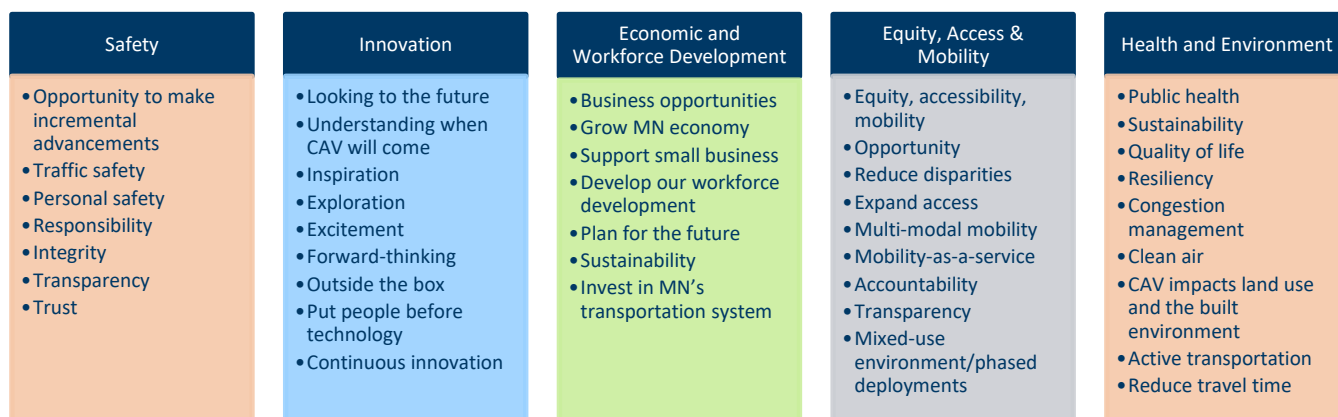 Safety
• Opportunity to make
incremental
advancements
• Traffic safety
• Personal safety
• Responsibility
• Integrity
• Transparency
• Trust
Innovation
• Looking to the future
• Understanding when
CAV will come
• Inspiration
• Exploration
• Excitement
• Forward-thinking
• Outside the box
• Put people before
technology
• Continuous innovation
Economic and
Workforce Development
• Business opportunities
• Grow MN economy
• Support small business
• Develop our workforce
development
• Plan for the future
• Sustainability
• Invest in MN's
transportation system
Equity, Access &
Mobility
• Equity, accessibility,
mobility
• Opportunity
• Reduce disparities
• Expand access
• Multi-modal mobility
• Mobility-as-a-service
• Accountability
• Transparency
• Mixed-use
environment/phased
deployments
Health and Environment
• Public health
• Sustainability
• Quality of life
• Resiliency
• Congestion
management
• Clean air
• CAV impacts land use
and the built
environment
• Active transportation
• Reduce travel time